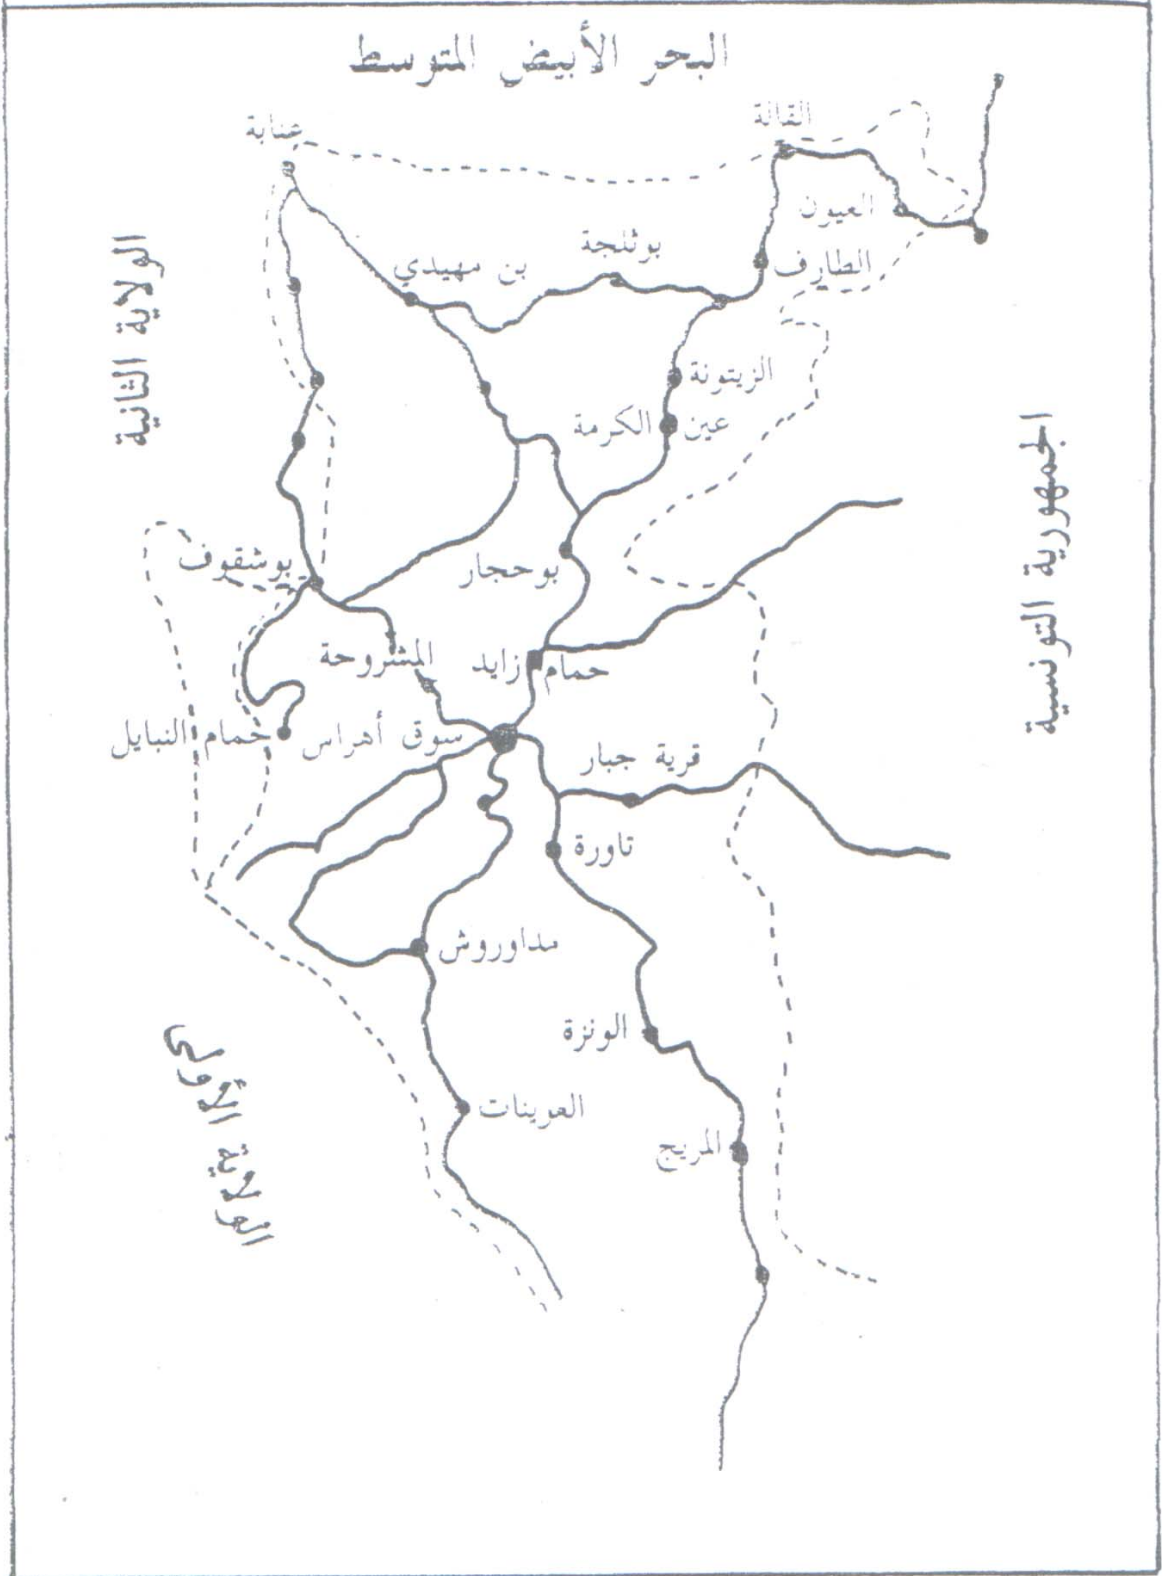 البحر الأبيض المتوسط
القالة
عنابة
العيون
الطارف
بوثلجة
بن مهيدي
الولاية الثانية
الزيتونة
عين الكرمة
الجمهورية التونسية
بوحجار
بوشقوف
حمام زايد
المشروحة
سوق أهراس
حمام النبايل
قرية جبار
تاورة
مداوروش
الونزة
العوينات
المريج
الولاية الأولى